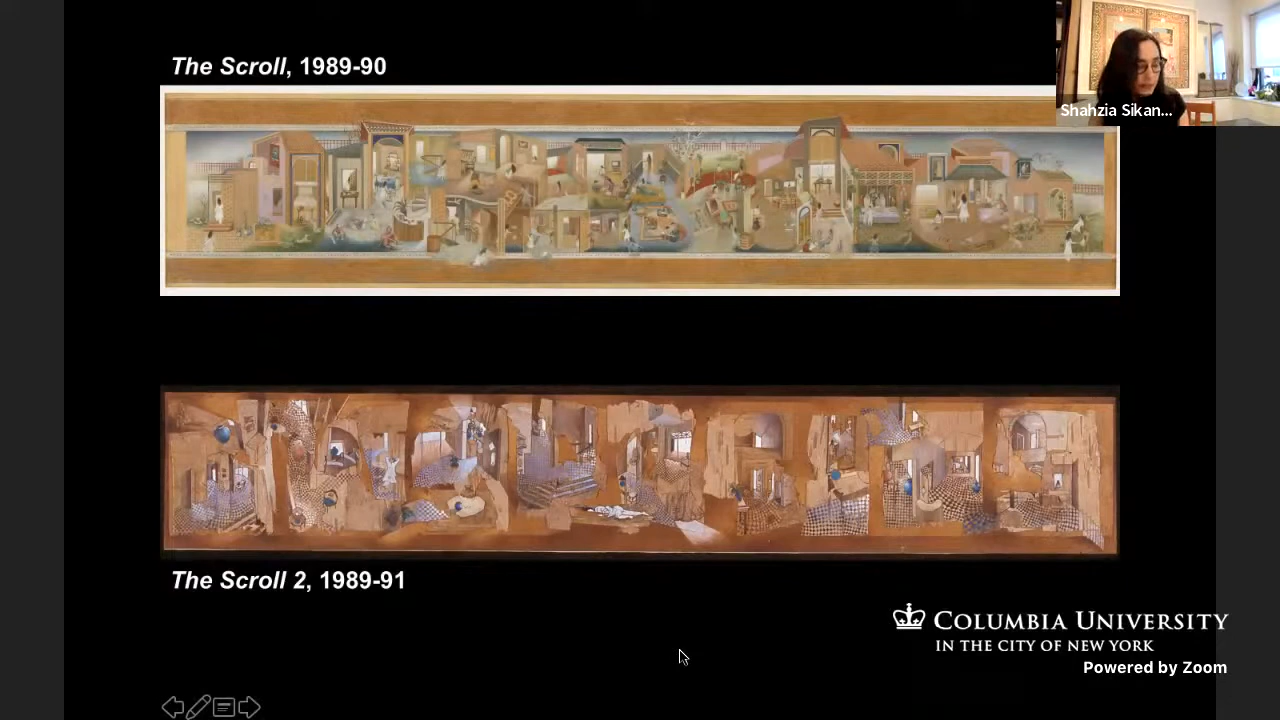 The Scroll, 1989-90
Shahzia Sikan...
The Scroll 2, 1989-91
COLUMBIA UNIVERSITY
IN THE CITY OF NEW YORK
Powered by Zoom